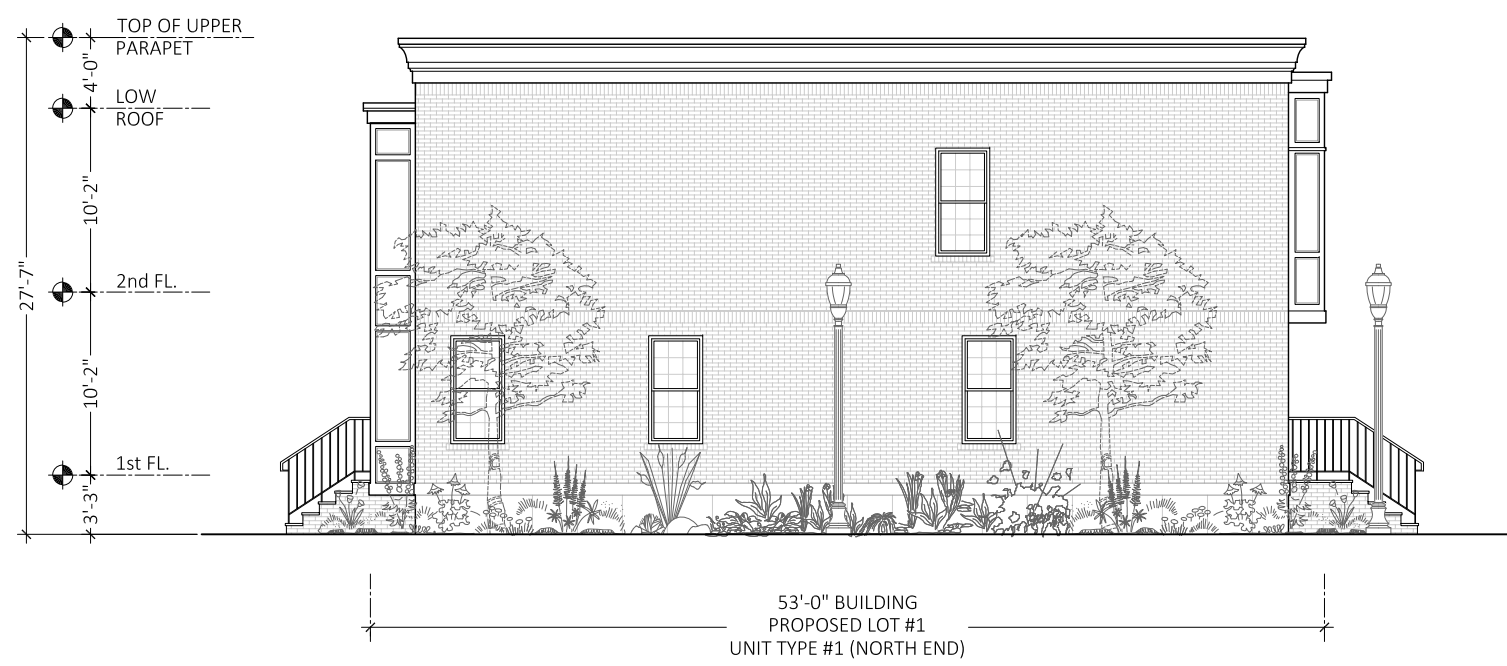 TOP OF UPPER
PARAPET
4'-0"
LOW
ROOF
10'-2"
27'-7"
2nd FL.
10'-2"
1st FL.
3'-3"
53'-0" BUILDING
PROPOSED LOT #1
UNIT TYPE #1 (NORTH END)